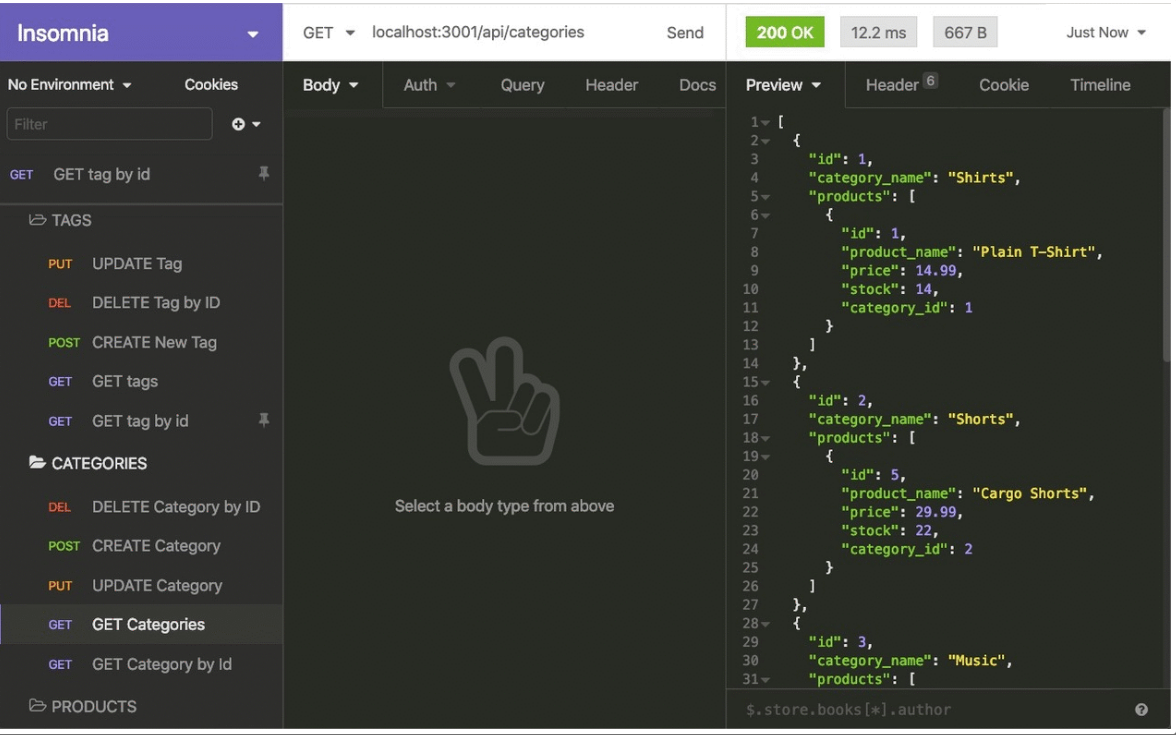 Insomnia
No Environment
Cookies
Filter
GET GET tag by id
TAGS
PUT UPDATE Tag
DEL DELETE Tag by ID
POST CREATE New Tag
GET GET tags
GET GET tag by id
CATEGORIES
DEL DELETE Category by ID
POST CREATE Category
PUT UPDATE Category
GET GET Categories
GET GET Category by Id
PRODUCTS
GET localhost:3001/api/categories Send
Body Auth Query Header Docs
Select a body type from above
200 OK 12.2 ms 667 B Just Now
Preview Header 6 Cookie Timeline
1 [
2 {
3 "id": 1,
4 "category_name": "Shirts",
5 "products": [
6 {
7 "id": 1,
8 "product_name": "Plain T-Shirt",
9 "price": 14.99,
10 "stock": 14,
11 "category_id": 1
12 }
13 ]
14 },
15 {
16 "id": 2,
17 "category_name": "Shorts",
18 "products": [
19 {
20 "id": 5,
21 "product_name": "Cargo Shorts",
22 "price": 29.99,
23 "stock": 22,
24 "category_id": 2
25 }
26 ]
27 },
28 {
29 "id": 3,
30 "category_name": "Music",
31 "products": [
$.store.books[*].author